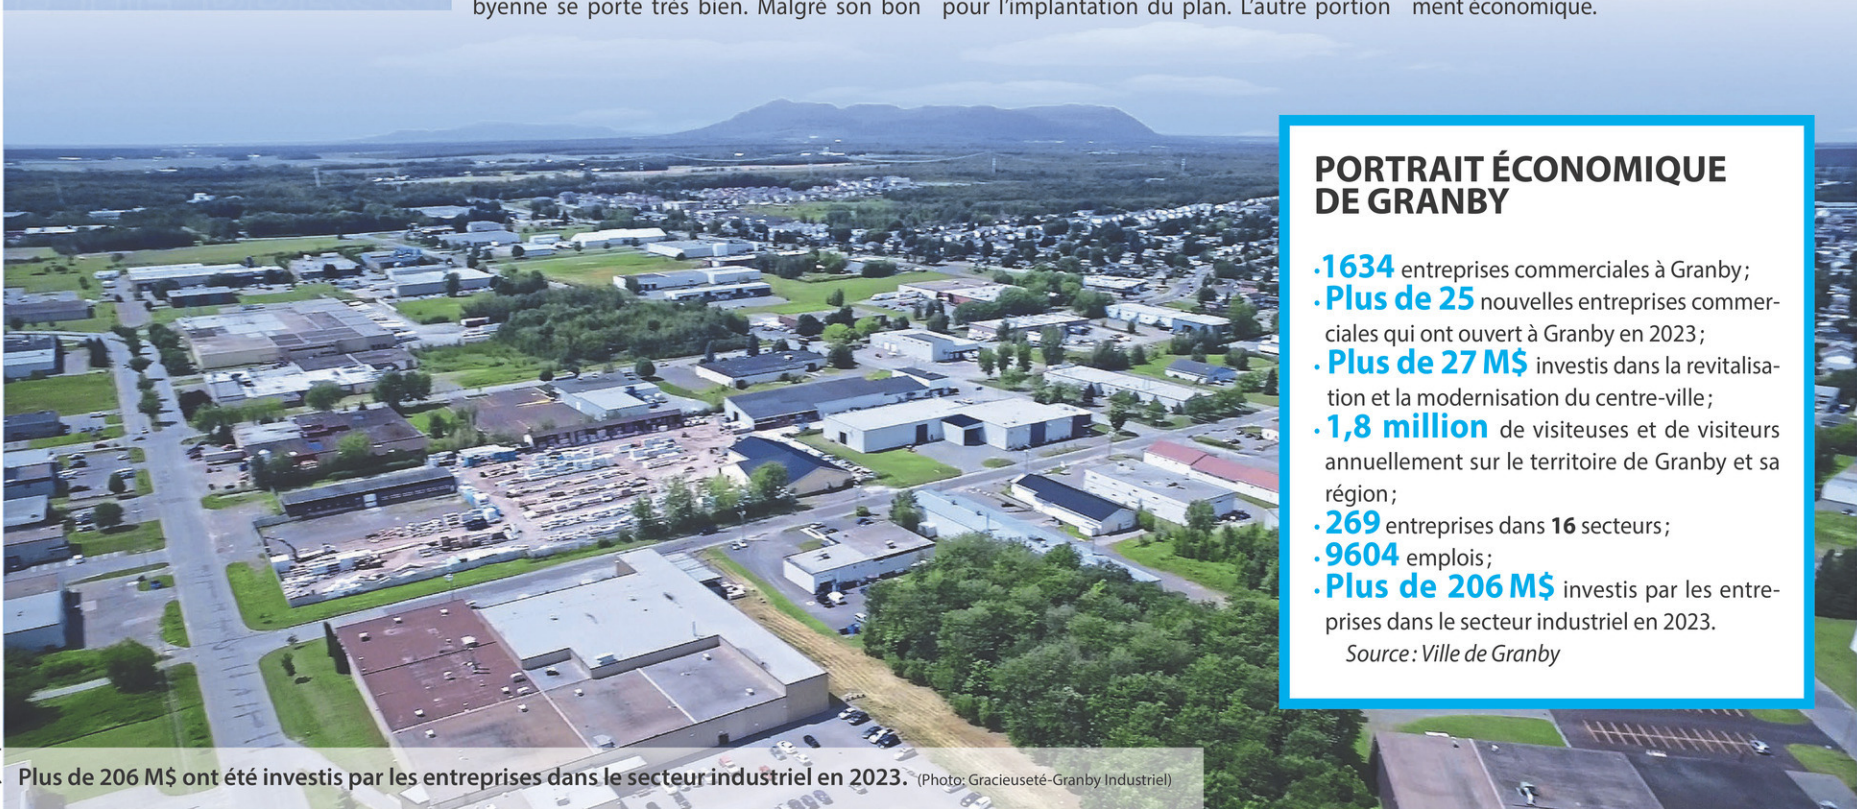 byenne se porte très bien. Malgré son bon
pour l'implantation du plan. L'autre portion
ment économique.
PORTRAIT ÉCONOMIQUE
DE GRANBY
•1634 entreprises commerciales à Granby;
• Plus de 25 nouvelles entreprises commer-
ciales qui ont ouvert à Granby en 2023;
• Plus de 27 M$ investis dans la revitalisa-
tion et la modernisation du centre-ville;
• 1,8 million de visiteuses et de visiteurs
annuellement sur le territoire de Granby et sa
région;
• 269 entreprises dans 16 secteurs;
• 9604 emplois;
• Plus de 206 M$ investis par les entre-
prises dans le secteur industriel en 2023.
Source : Ville de Granby
Plus de 206 M$ ont été investis par les entreprises dans le secteur industriel en 2023. (Photo: Gracieuseté-Granby Industriel)